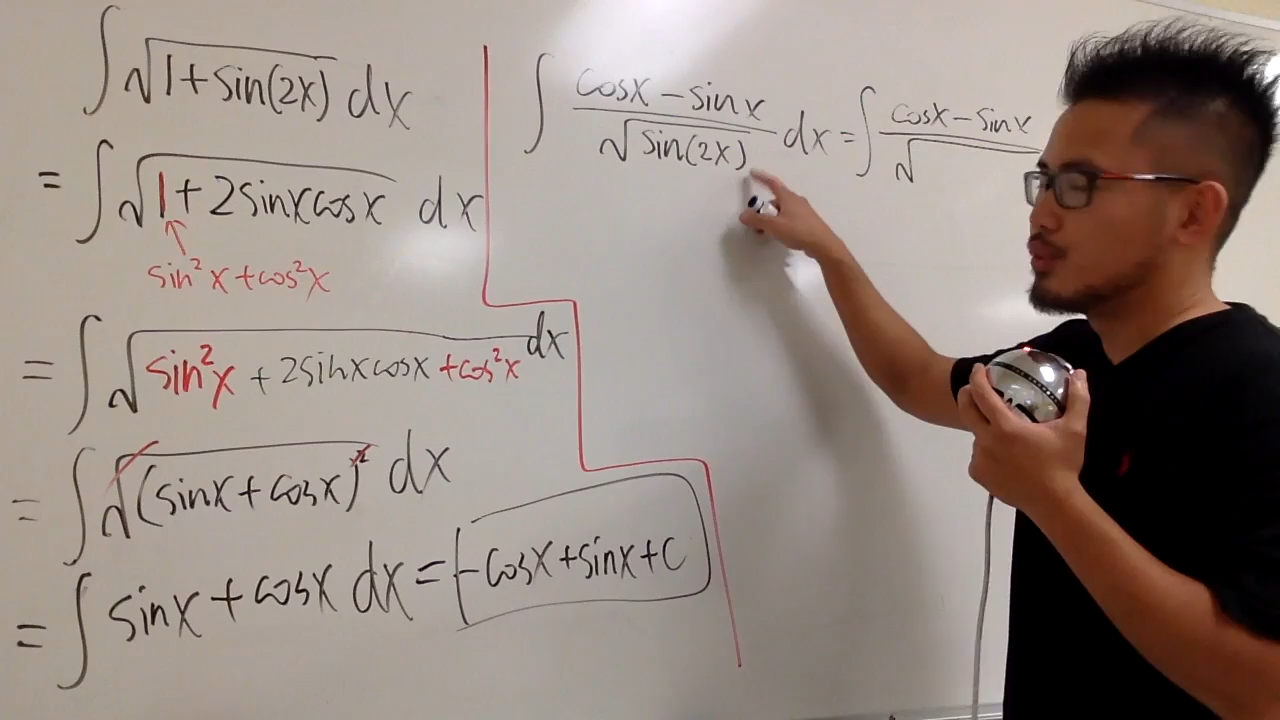 ∫ √(1+sin(2x)) dx
= ∫ √(1+2sinxcosx) dx
sin²x+cos²x
= ∫ √(sin²x + 2sinxcosx +cos²x) dx
= ∫ √((sinx+cosx)²) dx
= ∫ sinx+cosx dx = -cosx+sinx+C
∫ (cosx-sinx)/√(sin(2x)) dx = ∫ (cosx-sinx)/√